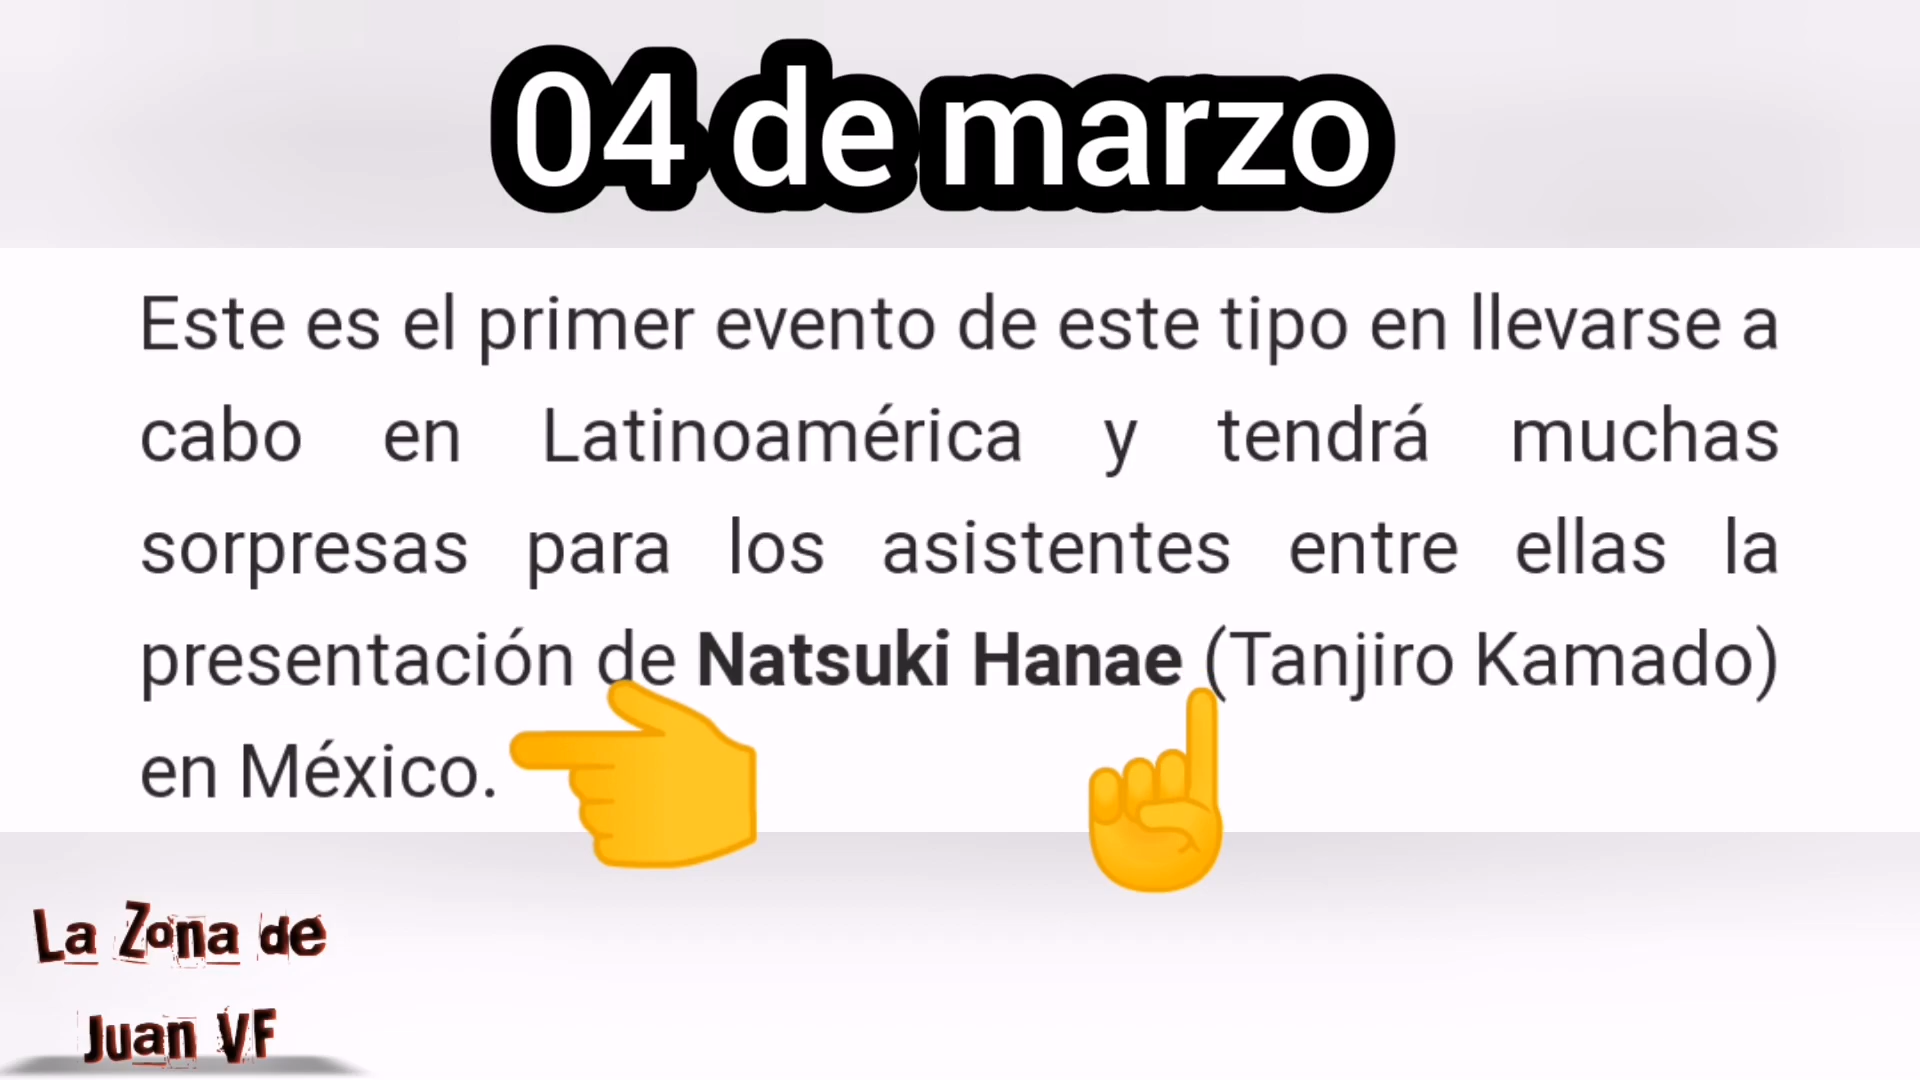 04 de marzo
Este es el primer evento de este tipo en llevarse a
cabo en Latinoamérica y tendrá muchas
sorpresas para los asistentes entre ellas la
presentación de Natsuki Hanae (Tanjiro Kamado)
en México.
La Zona de
Juan VF